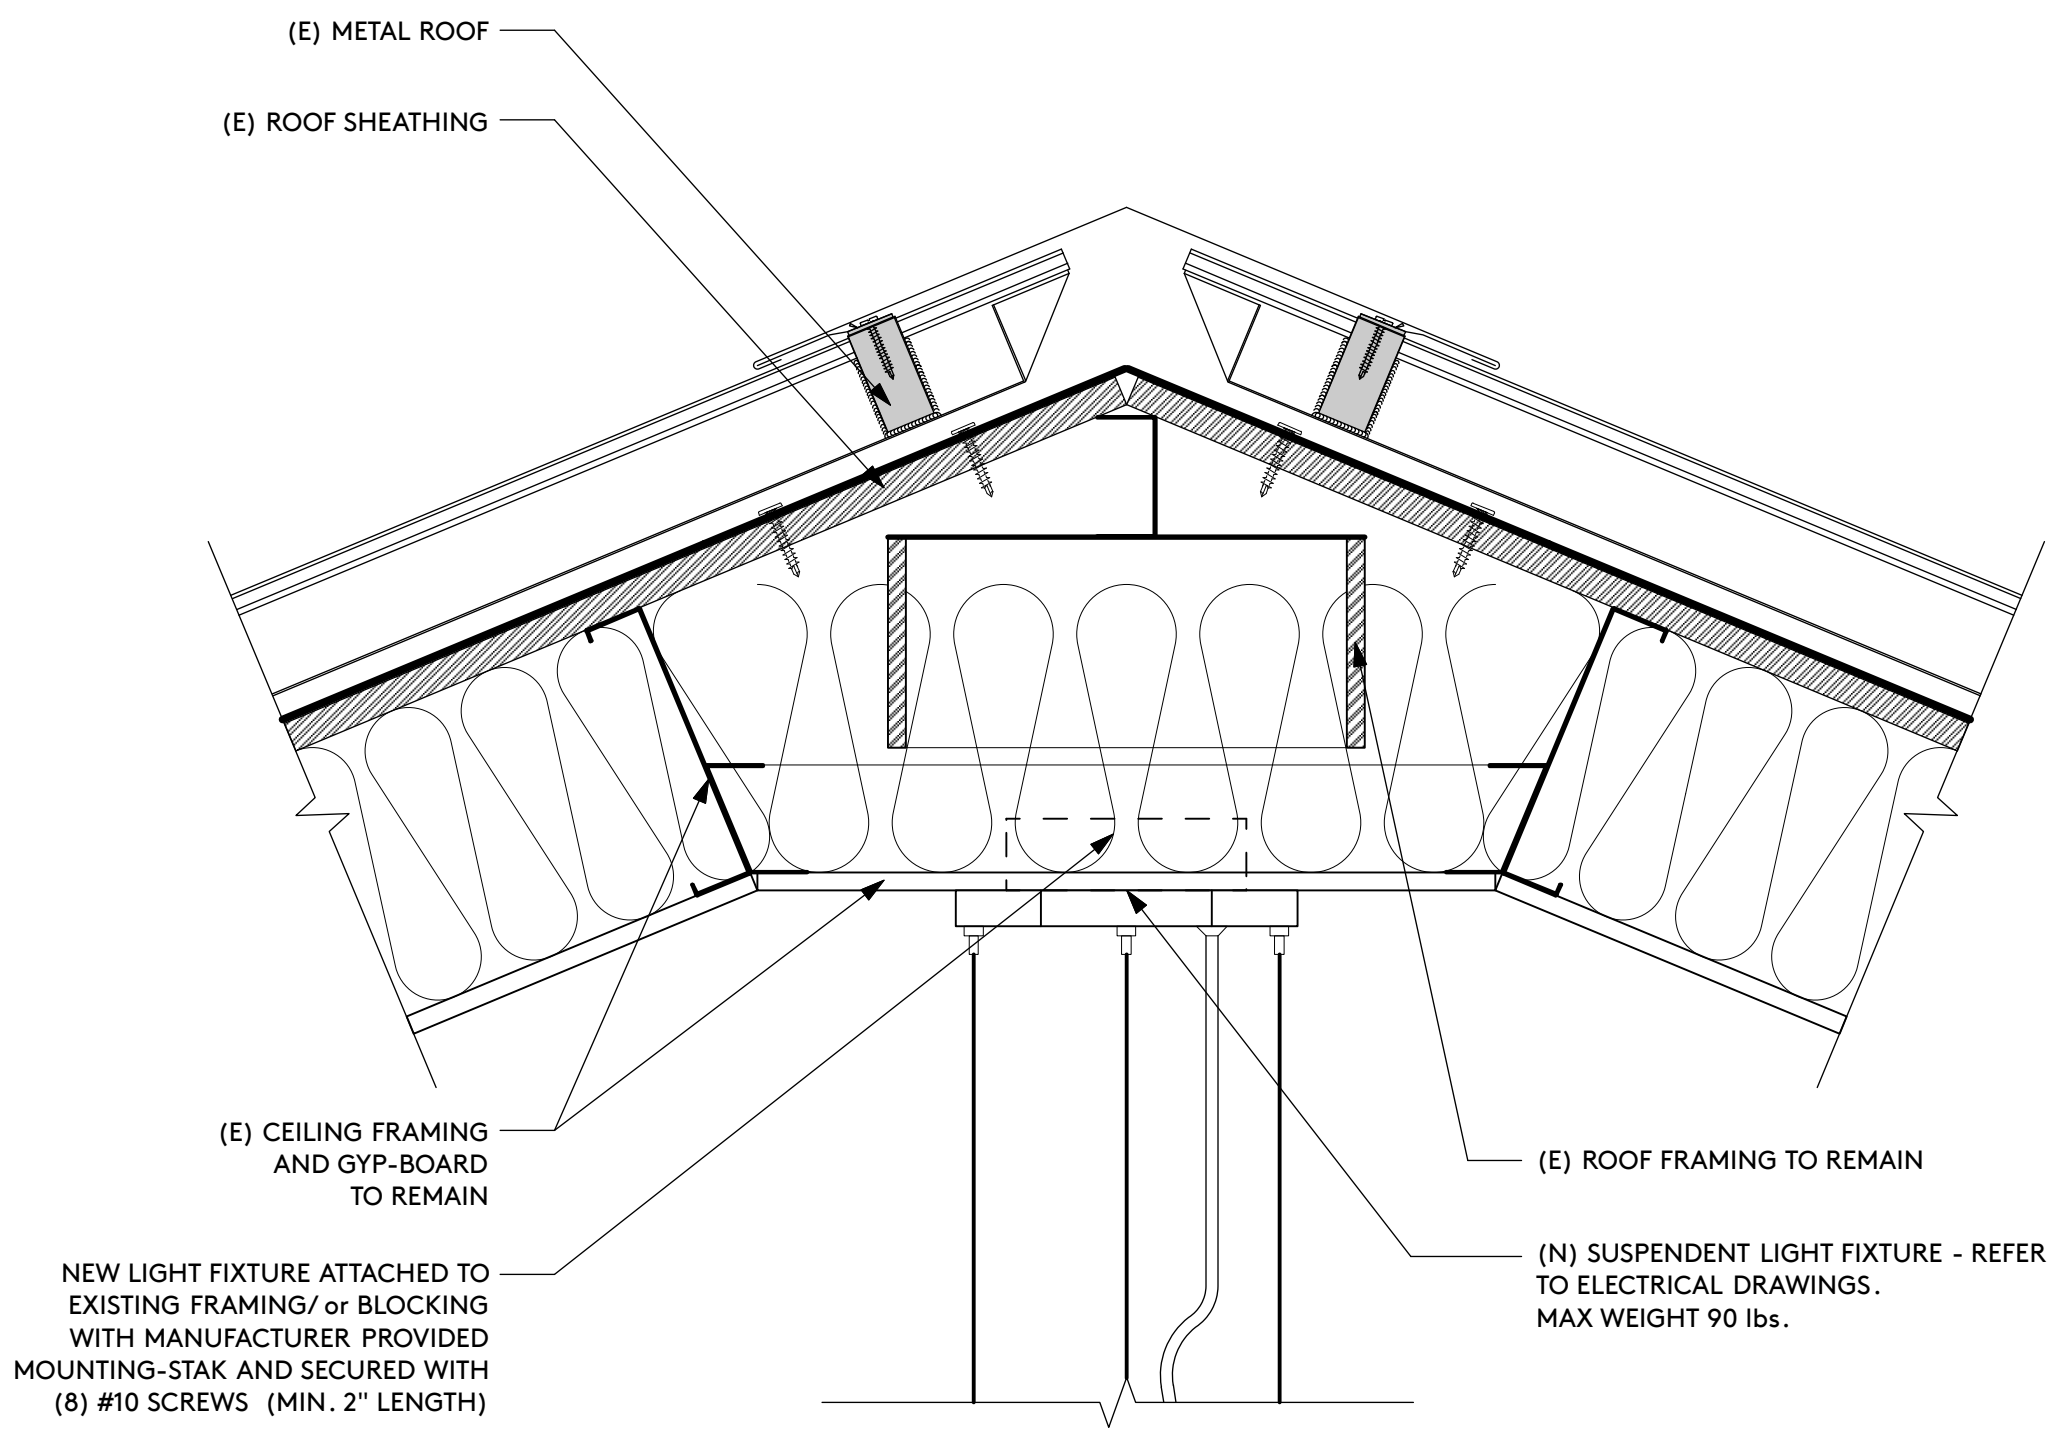 (E) METAL ROOF
(E) ROOF SHEATHING
(E) CEILING FRAMING
AND GYP-BOARD
TO REMAIN
NEW LIGHT FIXTURE ATTACHED TO
EXISTING FRAMING/ or BLOCKING
WITH MANUFACTURER PROVIDED
MOUNTING-STAK AND SECURED WITH
(8) #10 SCREWS (MIN. 2" LENGTH)
(E) ROOF FRAMING TO REMAIN
(N) SUSPENDENT LIGHT FIXTURE - REFER
TO ELECTRICAL DRAWINGS.
MAX WEIGHT 90 lbs.